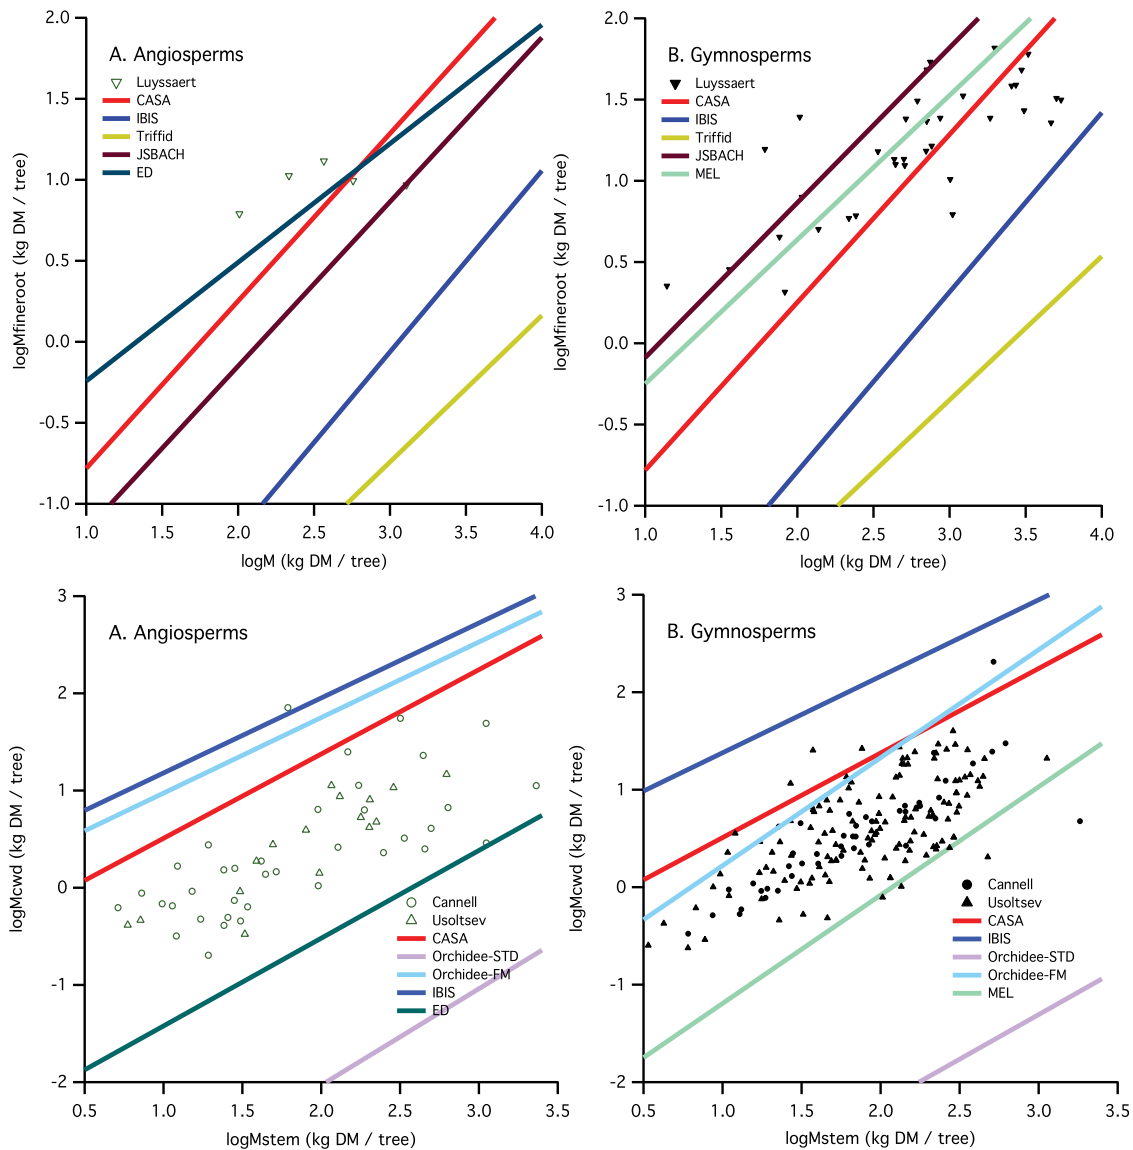 A. Angiosperms
Luyssaert
CASA
IBIS
Triffid
JSBACH
ED
2.0
1.5
1.0
0.5
0.0
-0.5
-1.0
logMfineroot (kg DM / tree)
1.0 1.5 2.0 2.5 3.0 3.5 4.0
logM (kg DM / tree)
B. Gymnosperms
Luyssaert
CASA
IBIS
Triffid
JSBACH
MEL
2.0
1.5
1.0
0.5
0.0
-0.5
-1.0
logMfineroot (kg DM / tree)
1.0 1.5 2.0 2.5 3.0 3.5 4.0
logM (kg DM / tree)
A. Angiosperms
3
2
1
0
-1
-2
logMcwd (kg DM / tree)
Cannell
Usoltsev
CASA
Orchidee-STD
Orchidee-FM
IBIS
ED
0.5 1.0 1.5 2.0 2.5 3.0 3.5
logMstem (kg DM / tree)
B. Gymnosperms
3
2
1
0
-1
-2
logMcwd (kg DM / tree)
Cannell
Usoltsev
CASA
IBIS
Orchidee-STD
Orchidee-FM
MEL
0.5 1.0 1.5 2.0 2.5 3.0 3.5
logMstem (kg DM / tree)